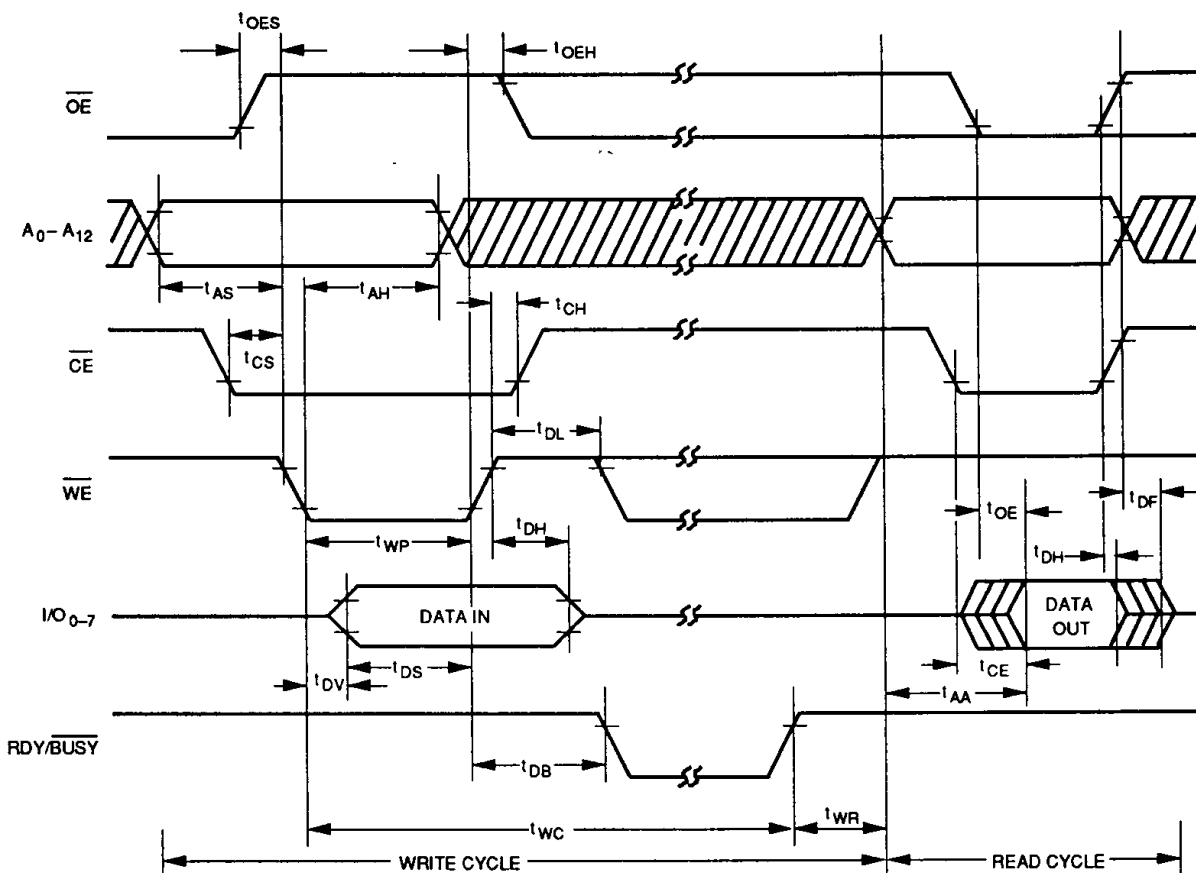 tOES
tOEH
OE
A0–A12
tAS
tAH
tCH
CE
tCS
tDL
WE
tOE
tDF
tWP
tDH
tDH
I/O0–7
DATA IN
DATA
OUT
tDV
tDS
tCE
tAA
RDY/BUSY
tDB
tWC
tWR
WRITE CYCLE
READ CYCLE